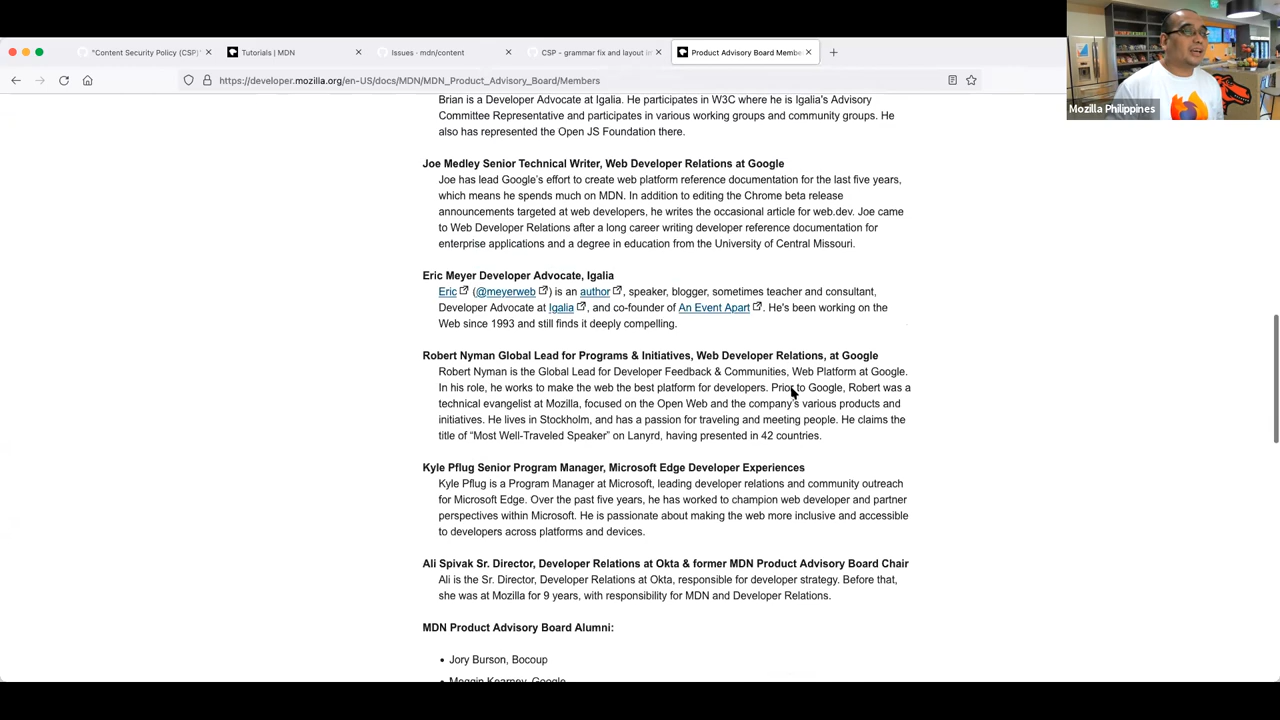 "Content Security Policy (CSP)"
Tutorials | MDN
Issues · mdn/content
CSP – grammar fix and layout in
Product Advisory Board Membe
https://developer.mozilla.org/en-US/docs/MDN/MDN_Product_Advisory_Board/Members
Mozilla Philippines
Brian is a Developer Advocate at Igalia. He participates in W3C where he is Igalia's Advisory
Committee Representative and participates in various working groups and community groups. He
also has represented the Open JS Foundation there.
Joe Medley Senior Technical Writer, Web Developer Relations at Google
Joe has lead Google's effort to create web platform reference documentation for the last five years,
which means he spends much on MDN. In addition to editing the Chrome beta release
announcements targeted at web developers, he writes the occasional article for web.dev. Joe came
to Web Developer Relations after a long career writing developer reference documentation for
enterprise applications and a degree in education from the University of Central Missouri.
Eric Meyer Developer Advocate, Igalia
Eric (@meyerweb) is an author, speaker, blogger, sometimes teacher and consultant,
Developer Advocate at Igalia, and co-founder of An Event Apart. He's been working on the
Web since 1993 and still finds it deeply compelling.
Robert Nyman Global Lead for Programs & Initiatives, Web Developer Relations, at Google
Robert Nyman is the Global Lead for Developer Feedback & Communities, Web Platform at Google.
In his role, he works to make the web the best platform for developers. Prior to Google, Robert was a
technical evangelist at Mozilla, focused on the Open Web and the company's various products and
initiatives. He lives in Stockholm, and has a passion for traveling and meeting people. He claims the
title of "Most Well-Traveled Speaker" on Lanyrd, having presented in 42 countries.
Kyle Pflug Senior Program Manager, Microsoft Edge Developer Experiences
Kyle Pflug is a Program Manager at Microsoft, leading developer relations and community outreach
for Microsoft Edge. Over the past five years, he has worked to champion web developer and partner
perspectives within Microsoft. He is passionate about making the web more inclusive and accessible
to developers across platforms and devices.
Ali Spivak Sr. Director, Developer Relations at Okta & former MDN Product Advisory Board Chair
Ali is the Sr. Director, Developer Relations at Okta, responsible for developer strategy. Before that,
she was at Mozilla for 9 years, with responsibility for MDN and Developer Relations.
MDN Product Advisory Board Alumni:
• Jory Burson, Bocoup
• Meggin Kearney, Google